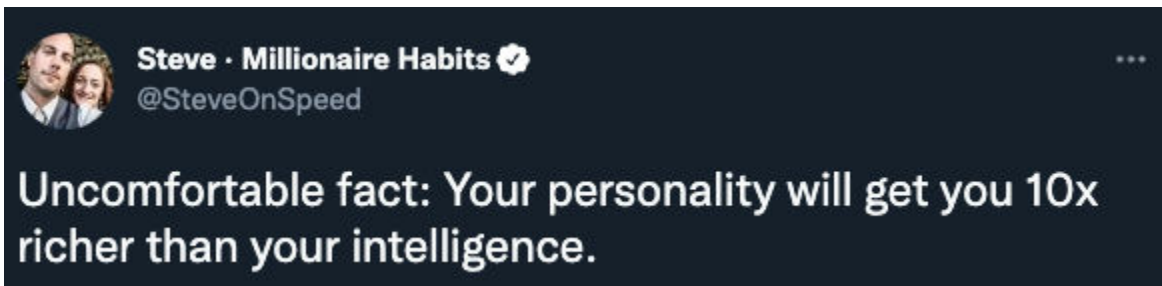 Steve · Millionaire Habits
@SteveOnSpeed
Uncomfortable fact: Your personality will get you 10x
richer than your intelligence.